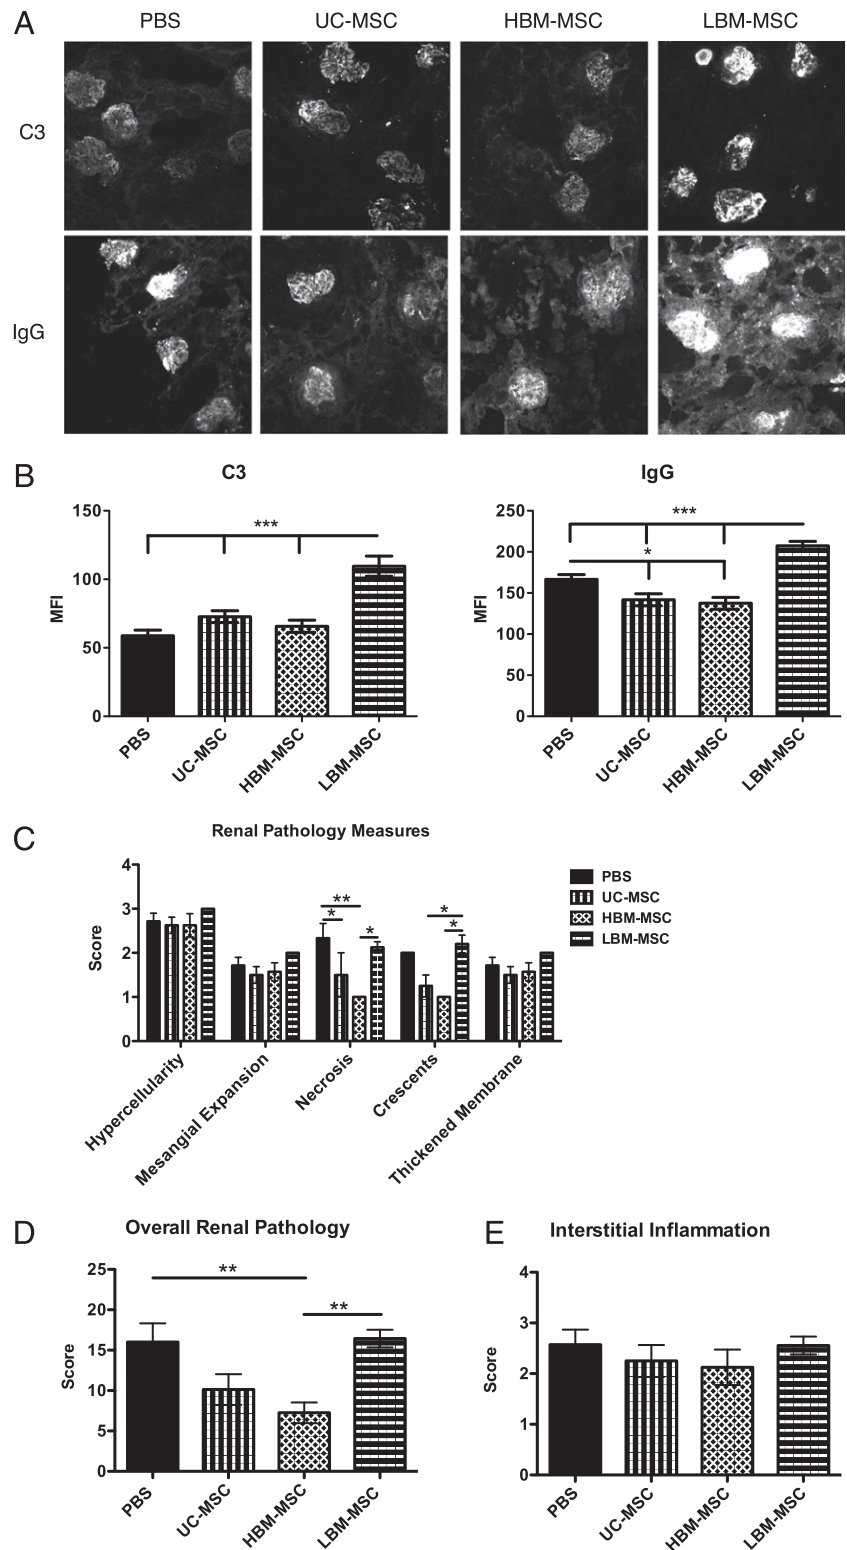 A
PBS UC-MSC HBM-MSC LBM-MSC
C3
IgG
B
C3
MFI
150
100
50
0
***
PBS
UC-MSC
HBM-MSC
LBM-MSC
IgG
MFI
250
200
150
100
50
0
***
*
PBS
UC-MSC
HBM-MSC
LBM-MSC
C
Renal Pathology Measures
Score
4
3
2
1
0
**
*
*
*
*
PBS
UC-MSC
HBM-MSC
LBM-MSC
Hypercellularity
Mesangial Expansion
Necrosis
Crescents
Thickened Membrane
D
Overall Renal Pathology
Score
25
20
15
10
5
0
**
**
PBS
UC-MSC
HBM-MSC
LBM-MSC
E
Interstitial Inflammation
Score
4
3
2
1
0
PBS
UC-MSC
HBM-MSC
LBM-MSC